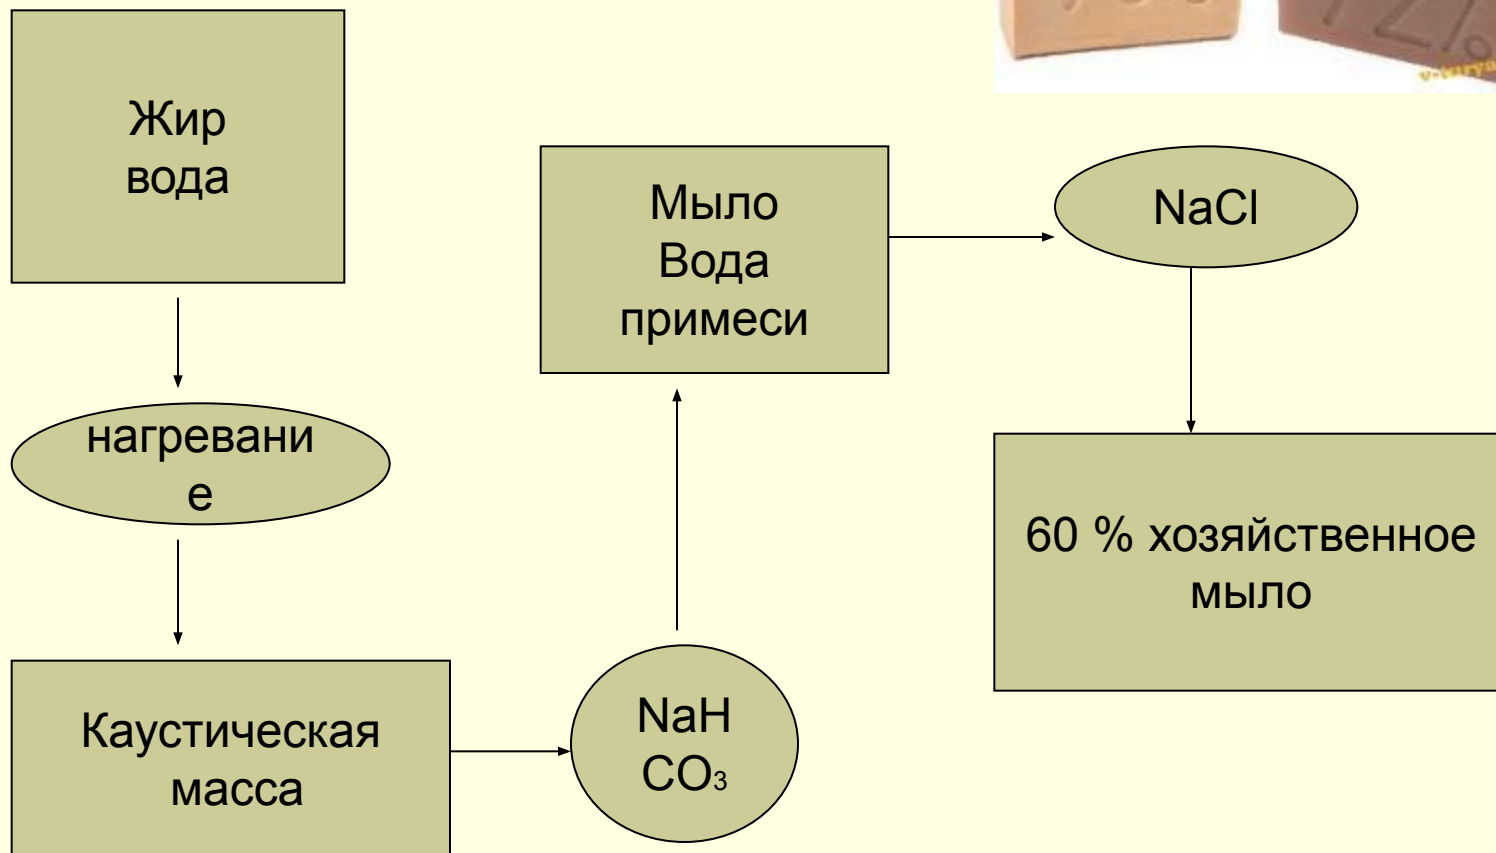 Жир
вода
нагревани
е
Каустическая
масса
NaH
CO₃
Мыло
Вода
примеси
NaCl
60 % хозяйственное
мыло